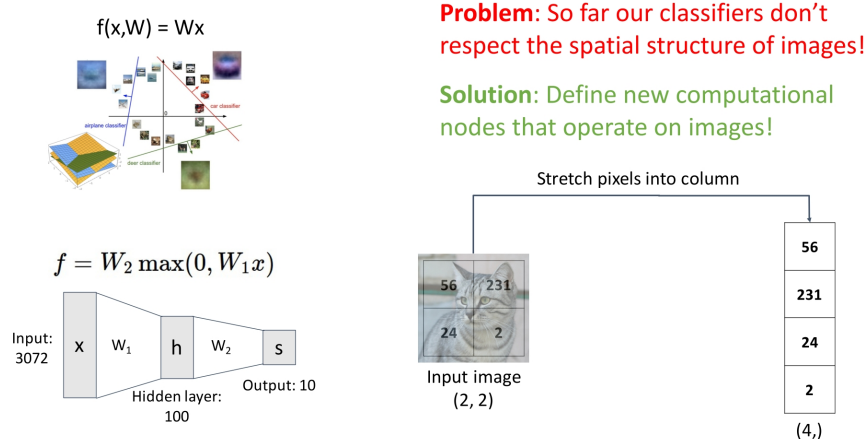 f(x,W) = Wx
airplane classifier
car classifier
deer classifier
0
f = W₂ max(0, W₁x)
Input:
3072
x
W₁
h
W₂
s
Hidden layer:
100
Output: 10
Problem: So far our classifiers don’t
respect the spatial structure of images!
Solution: Define new computational
nodes that operate on images!
Stretch pixels into column
56 231
24 2
Input image
(2, 2)
56
231
24
2
(4,)